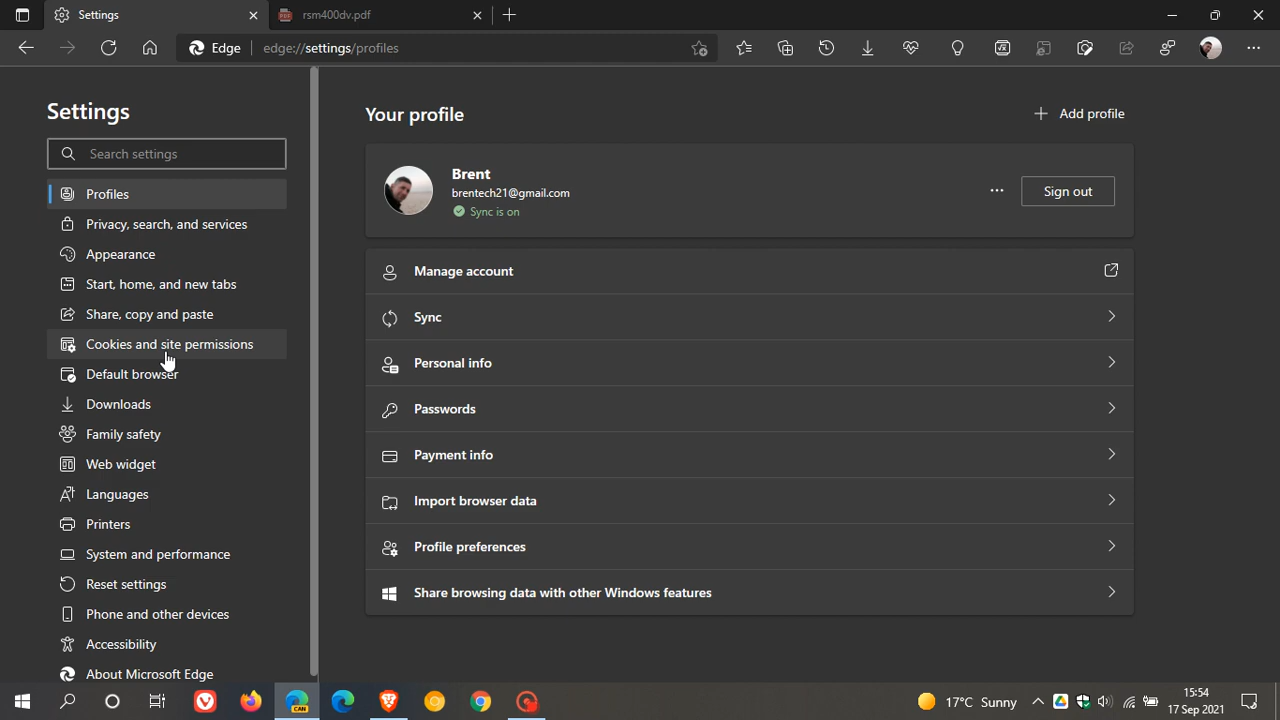 Settings
rsm400dv.pdf
Edge
edge://settings/profiles
Settings
Search settings
Profiles
Privacy, search, and services
Appearance
Start, home, and new tabs
Share, copy and paste
Cookies and site permissions
Default browser
Downloads
Family safety
Web widget
Languages
Printers
System and performance
Reset settings
Phone and other devices
Accessibility
About Microsoft Edge
Your profile
Add profile
Brent
brentech21@gmail.com
Sync is on
Sign out
Manage account
Sync
Personal info
Passwords
Payment info
Import browser data
Profile preferences
Share browsing data with other Windows features
CAN
17°C Sunny
15:54
17 Sep 2021